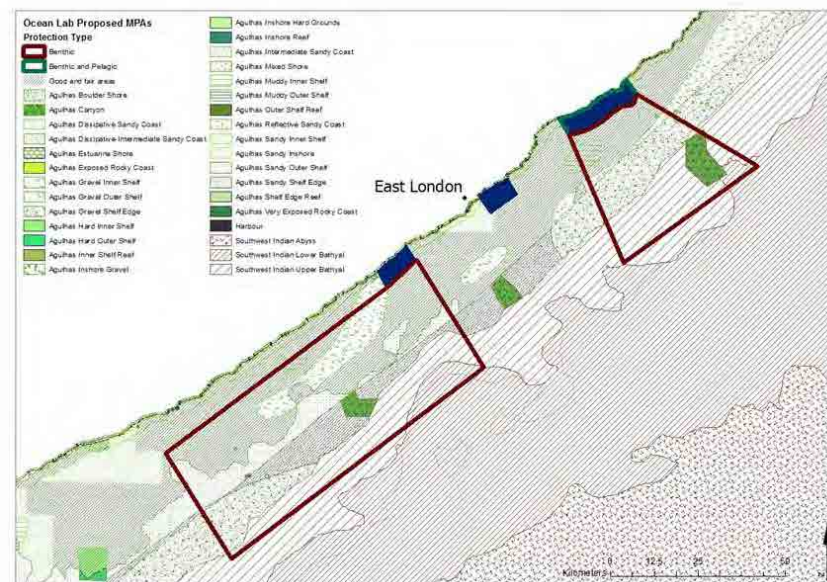 Ocean Lab Proposed MPAs
Protection Type
Benthic
Benthic and Pelagic
Good and fair areas
Agulhas Boulder Shore
Agulhas Canyon
Agulhas Dissipative Sandy Coast
Agulhas Dissipative-Intermediate Sandy Coast
Agulhas Estuarine Shore
Agulhas Exposed Rocky Coast
Agulhas Gravel Inner Shelf
Agulhas Gravel Outer Shelf
Agulhas Gravel Shelf Edge
Agulhas Hard Inner Shelf
Agulhas Hard Outer Shelf
Agulhas Inner Shelf Reef
Agulhas Inshore Gravel
Agulhas Inshore Hard Grounds
Agulhas Inshore Reef
Agulhas Intermediate Sandy Coast
Agulhas Mixed Shore
Agulhas Muddy Inner Shelf
Agulhas Muddy Outer Shelf
Agulhas Outer Shelf Reef
Agulhas Reflective Sandy Coast
Agulhas Sandy Inner Shelf
Agulhas Sandy Inshore
Agulhas Sandy Outer Shelf
Agulhas Sandy Shelf Edge
Agulhas Shelf Edge Reef
Agulhas Very Exposed Rocky Coast
Harbour
Southwest Indian Abyss
Southwest Indian Lower Bathyal
Southwest Indian Upper Bathyal
East London
0 12.5 25 50
Kilometers